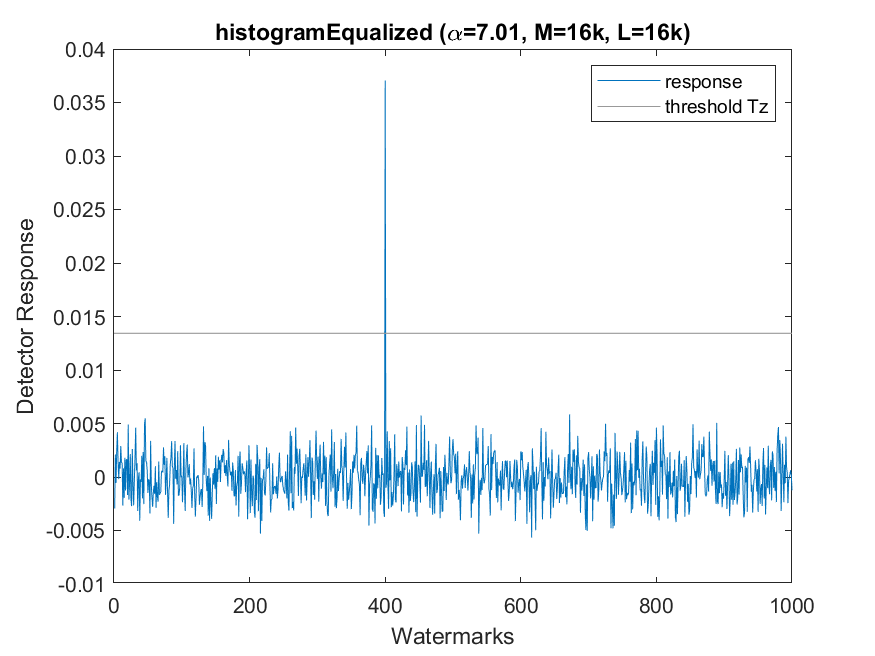 histogramEqualized (α=7.01, M=16k, L=16k)
0.04
0.035
0.03
0.025
0.02
0.015
0.01
0.005
0
-0.005
-0.01
response
threshold Tz
Detector Response
0 200 400 600 800 1000
Watermarks